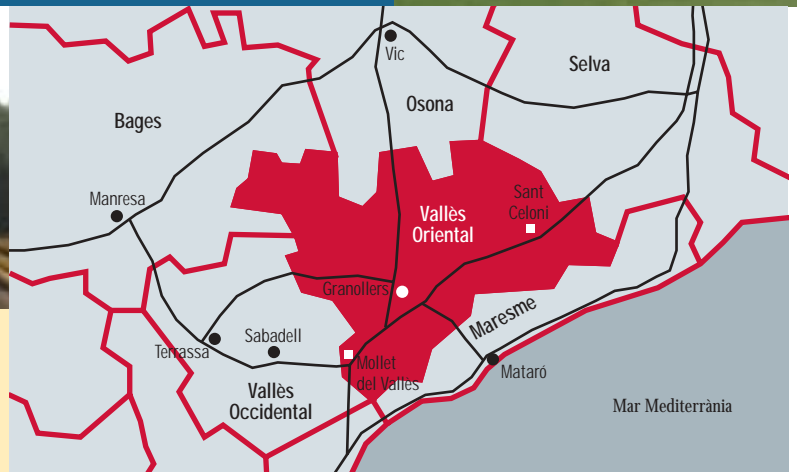 Vic
Selva
Osona
Bages
Manresa
Sant
Celoni
Vallès
Oriental
Granollers
Maresme
Sabadell
Terrassa
Mollet
del Vallès
Mataró
Vallès
Occidental
Mar Mediterrània